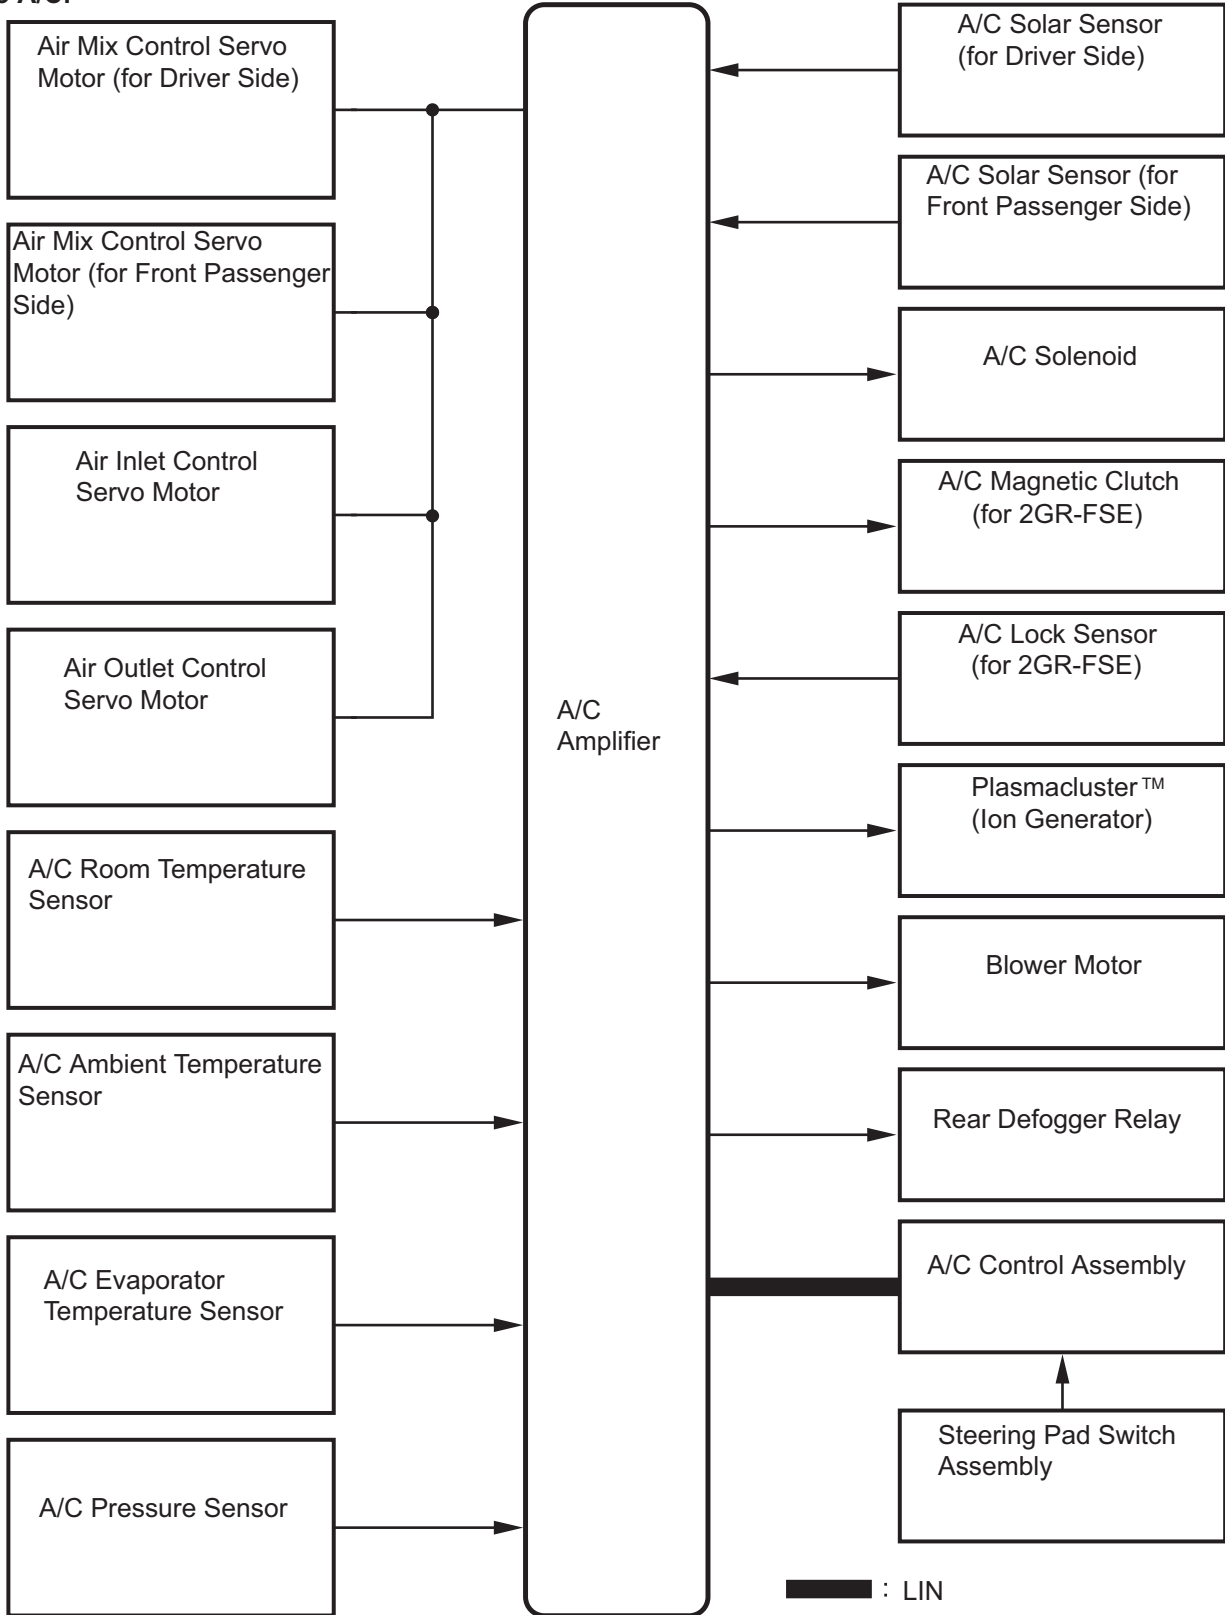 Air Mix Control Servo
Motor (for Driver Side)
Air Mix Control Servo
Motor (for Front Passenger
Side)
Air Inlet Control
Servo Motor
Air Outlet Control
Servo Motor
A/C Room Temperature
Sensor
A/C Ambient Temperature
Sensor
A/C Evaporator
Temperature Sensor
A/C Pressure Sensor
A/C
Amplifier
A/C Solar Sensor
(for Driver Side)
A/C Solar Sensor (for
Front Passenger Side)
A/C Solenoid
A/C Magnetic Clutch
(for 2GR-FSE)
A/C Lock Sensor
(for 2GR-FSE)
Plasmacluster™
(Ion Generator)
Blower Motor
Rear Defogger Relay
A/C Control Assembly
Steering Pad Switch
Assembly
: LIN